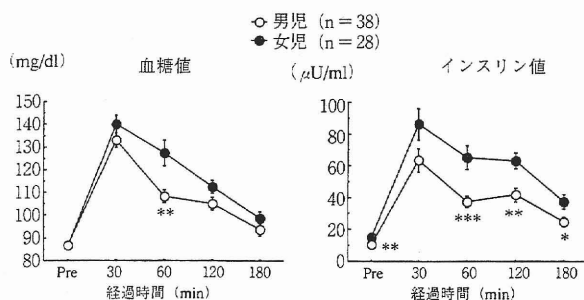 男児 (n=38)
女児 (n=28)
(mg/dl)
血糖値
150
140
130
120
110
100
90
80
**
Pre 30 60 120 180
経過時間 (min)
(μU/ml)
インスリン値
100
80
60
40
20
0
** *** ** *
Pre 30 60 120 180
経過時間 (min)